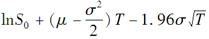 lnS₀ + (μ − σ²/2) T − 1.96σ√T